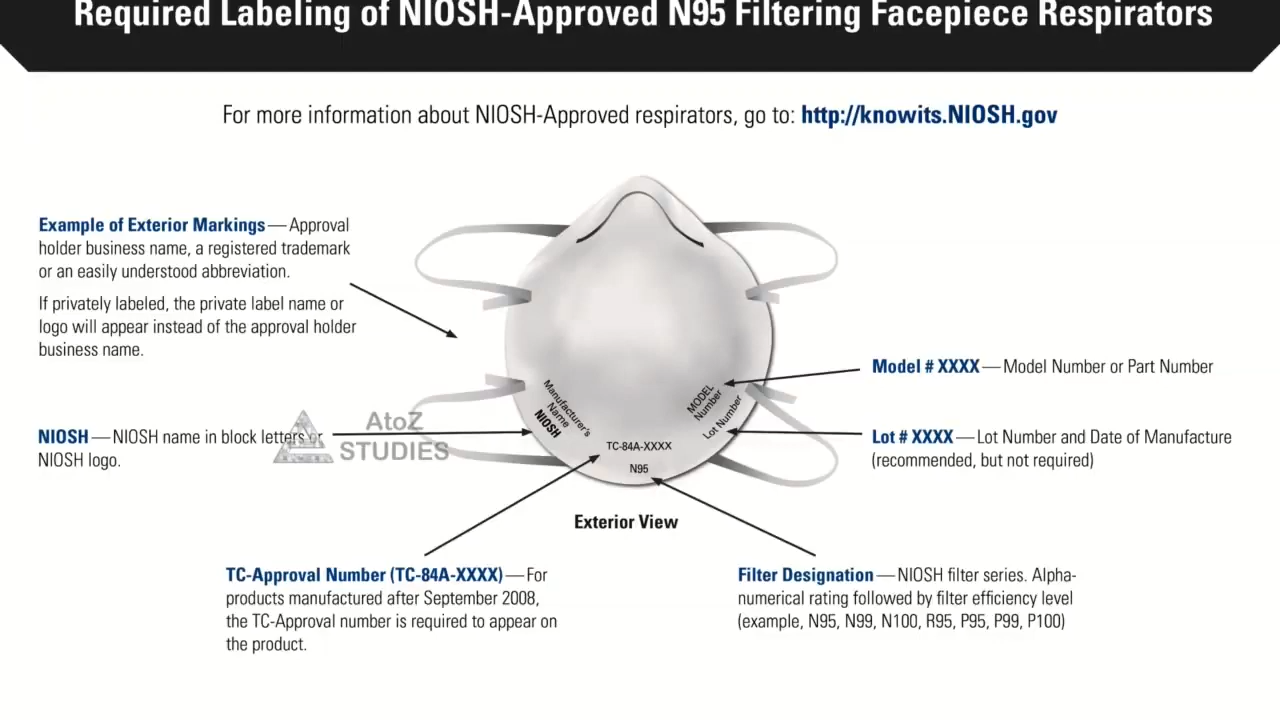 Required Labeling of NIOSH-Approved N95 Filtering Facepiece Respirators
For more information about NIOSH-Approved respirators, go to: http://knowits.NIOSH.gov
Example of Exterior Markings—Approval
holder business name, a registered trademark
or an easily understood abbreviation.
If privately labeled, the private label name or
logo will appear instead of the approval holder
business name.
Model # XXXX—Model Number or Part Number
Manufacturer's
Name
NIOSH
MODEL
Number
Lot Number
TC-84A-XXXX
N95
NIOSH—NIOSH name in block letters or
NIOSH logo.
AtoZ
STUDIES
Lot # XXXX—Lot Number and Date of Manufacture
(recommended, but not required)
Exterior View
TC-Approval Number (TC-84A-XXXX)—For
products manufactured after September 2008,
the TC-Approval number is required to appear on
the product.
Filter Designation—NIOSH filter series. Alpha-
numerical rating followed by filter efficiency level
(example, N95, N99, N100, R95, P95, P99, P100)